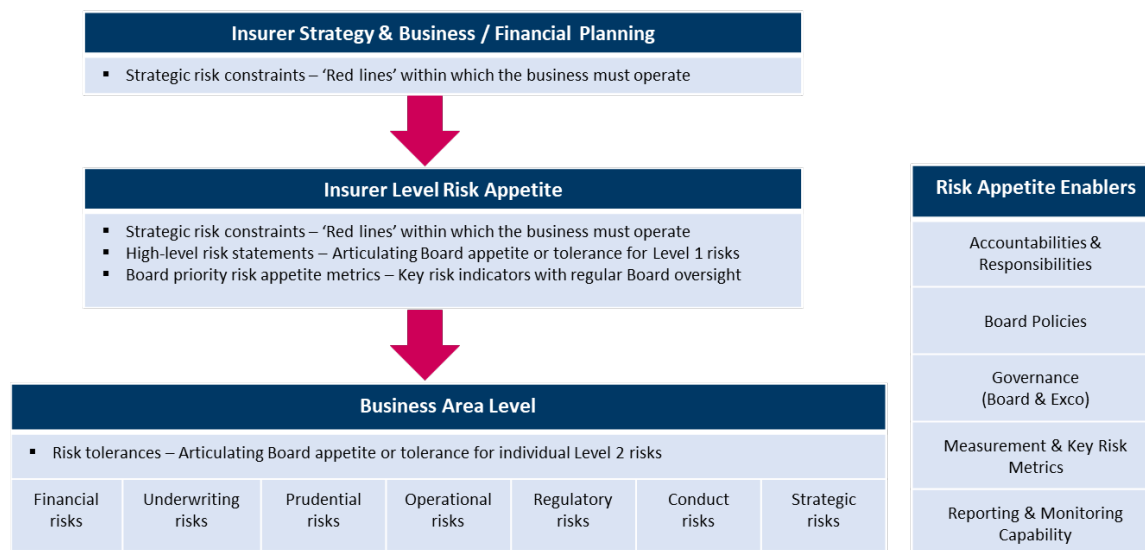 Insurer Strategy & Business / Financial Planning
▪ Strategic risk constraints – ‘Red lines’ within which the business must operate
Insurer Level Risk Appetite
▪ Strategic risk constraints – ‘Red lines’ within which the business must operate
▪ High-level risk statements – Articulating Board appetite or tolerance for Level 1 risks
▪ Board priority risk appetite metrics – Key risk indicators with regular Board oversight
Business Area Level
▪ Risk tolerances – Articulating Board appetite or tolerance for individual Level 2 risks
Financial
risks
Underwriting
risks
Prudential
risks
Operational
risks
Regulatory
risks
Conduct
risks
Strategic
risks
Risk Appetite Enablers
Accountabilities &
Responsibilities
Board Policies
Governance
(Board & Exco)
Measurement & Key Risk
Metrics
Reporting & Monitoring
Capability